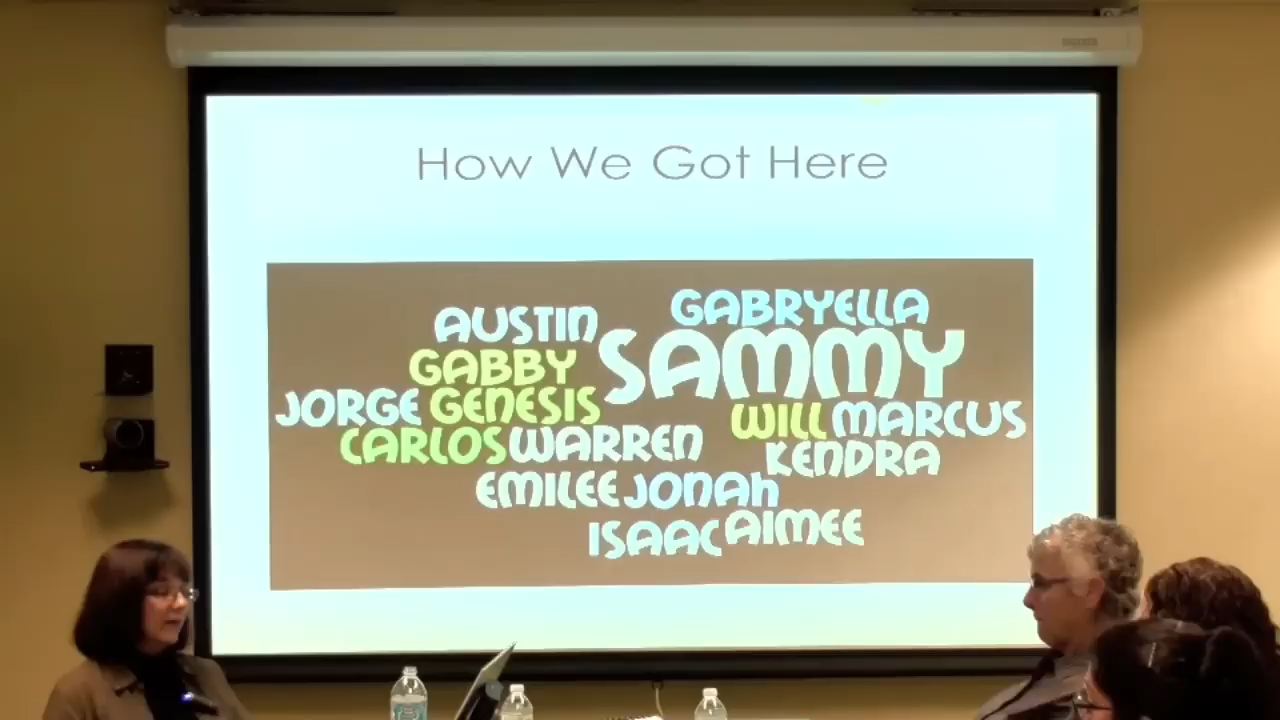 How We Got Here
AUSTIN GABRYELLA
GABBY SAMMY
JORGE GENESIS WILL MARCUS
CARLOS WARREN KENDRA
EMILEE JONAh
ISAAC AIMEE